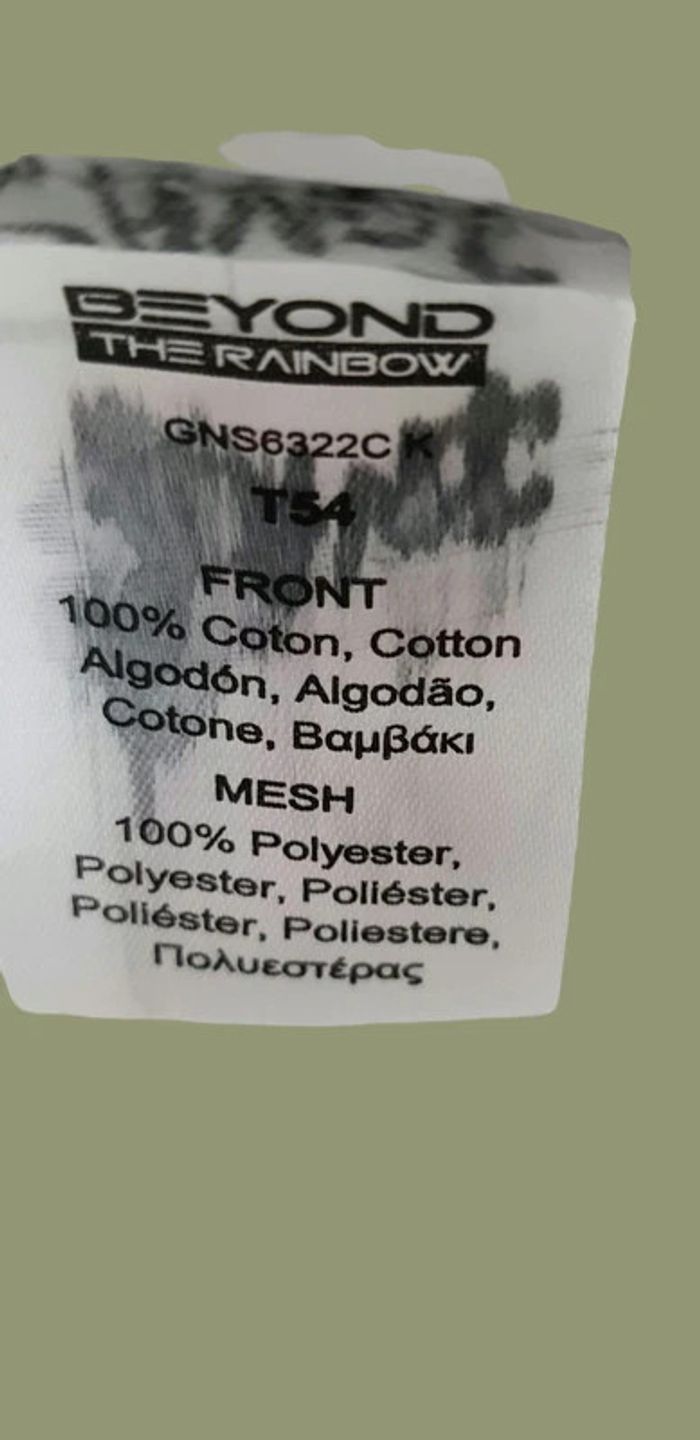 BEYOND
THE RAINBOW
GNS6322C K
T54
FRONT
100% Coton, Cotton
Algodón, Algodão,
Cotone, Βαμβάκι
MESH
100% Polyester,
Polyester, Poliéster,
Poliéster, Poliestere,
Πολυεστέρας